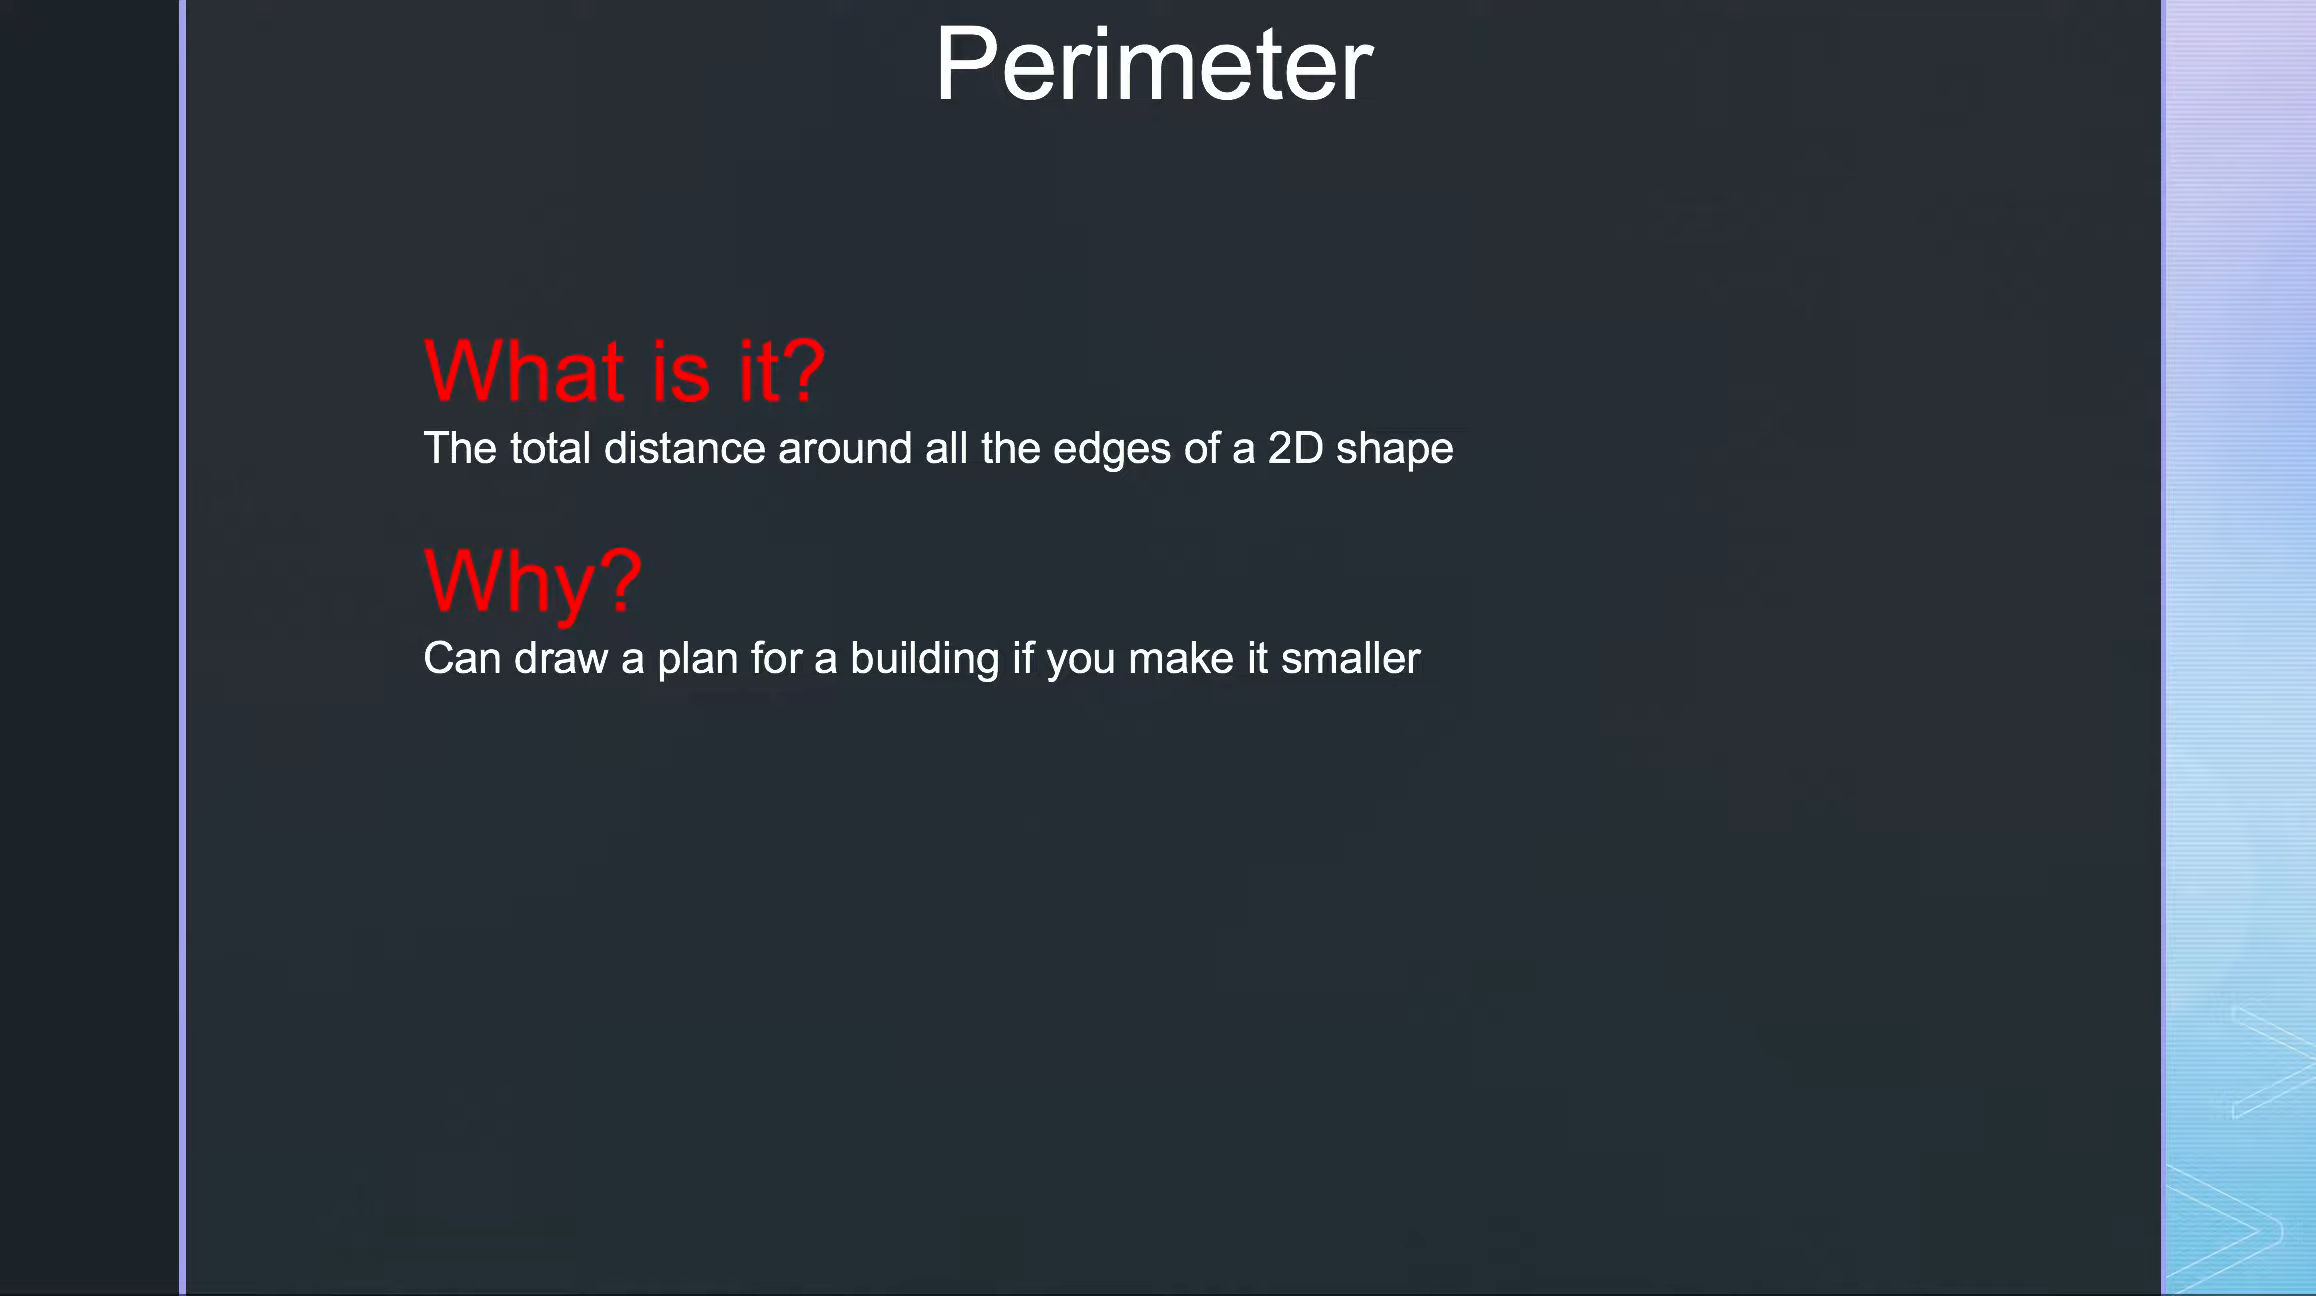 Perimeter
What is it?
The total distance around all the edges of a 2D shape
Why?
Can draw a plan for a building if you make it smaller